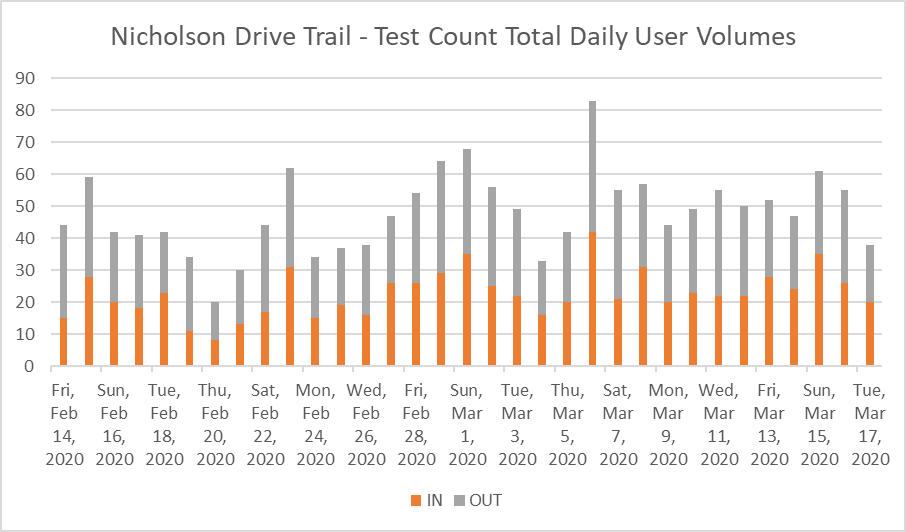 Nicholson Drive Trail - Test Count Total Daily User Volumes
90
80
70
60
50
40
30
20
10
0
Fri, Sun, Tue, Thu, Sat, Mon, Wed, Fri, Sun, Tue, Thu, Sat, Mon, Wed, Fri, Sun, Tue,
Feb Feb Feb Feb Feb Feb Feb Feb Mar Mar Mar Mar Mar Mar Mar Mar Mar
14, 16, 18, 20, 22, 24, 26, 28, 1, 3, 5, 7, 9, 11, 13, 15, 17,
2020 2020 2020 2020 2020 2020 2020 2020 2020 2020 2020 2020 2020 2020 2020 2020 2020
IN OUT